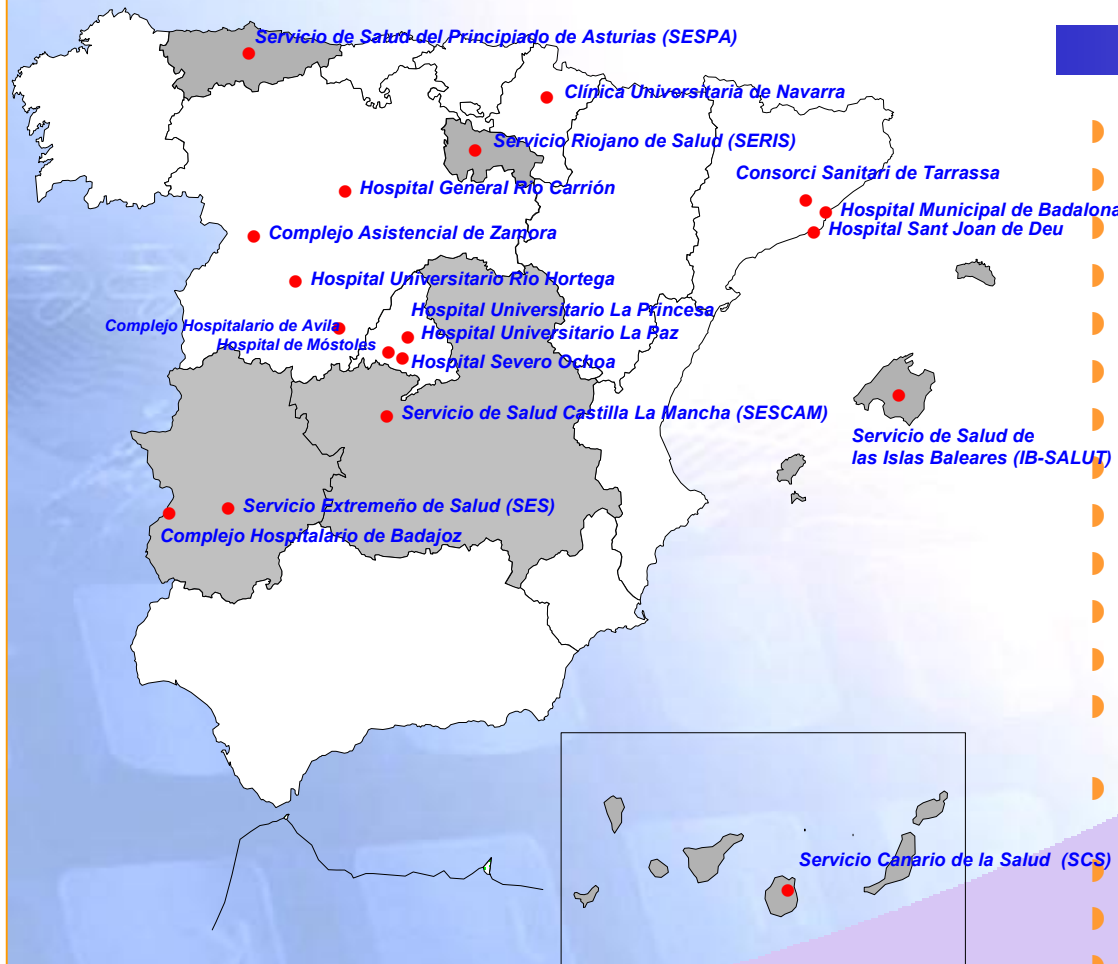 Servicio de Salud del Principiado de Asturias (SESPA)
Clínica Universitaria de Navarra
Servicio Riojano de Salud (SERIS)
Consorci Sanitari de Tarrassa
Hospital General Rio Carrión
Hospital Municipal de Badalona
Hospital Sant Joan de Deu
Complejo Asistencial de Zamora
Hospital Universitario Rio Hortega
Hospital Universitario La Princesa
Complejo Hospitalario de Avila
Hospital Universitario La Paz
Hospital de Móstoles
Hospital Severo Ochoa
Servicio de Salud Castilla La Mancha (SESCAM)
Servicio de Salud de
las Islas Baleares (IB-SALUT)
Servicio Extremeño de Salud (SES)
Complejo Hospitalario de Badajoz
Servicio Canario de la Salud (SCS)